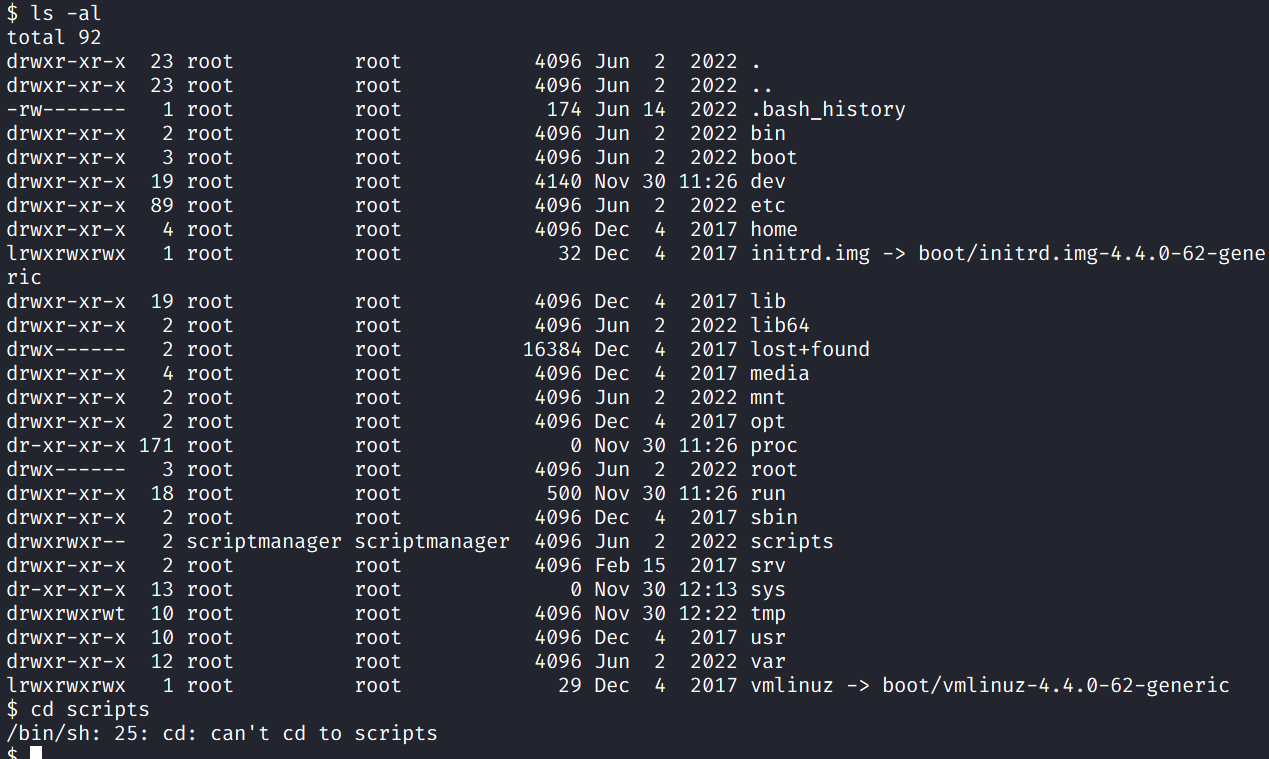 $ ls -al
total 92
drwxr-xr-x  23 root          root           4096 Jun  2  2022 .
drwxr-xr-x  23 root          root           4096 Jun  2  2022 ..
-rw-------   1 root          root            174 Jun 14  2022 .bash_history
drwxr-xr-x   2 root          root           4096 Jun  2  2022 bin
drwxr-xr-x   3 root          root           4096 Jun  2  2022 boot
drwxr-xr-x  19 root          root           4140 Nov 30 11:26 dev
drwxr-xr-x  89 root          root           4096 Jun  2  2022 etc
drwxr-xr-x   4 root          root           4096 Dec  4  2017 home
lrwxrwxrwx   1 root          root             32 Dec  4  2017 initrd.img -> boot/initrd.img-4.4.0-62-gene
ric
drwxr-xr-x  19 root          root           4096 Dec  4  2017 lib
drwxr-xr-x   2 root          root           4096 Jun  2  2022 lib64
drwx------   2 root          root          16384 Dec  4  2017 lost+found
drwxr-xr-x   4 root          root           4096 Dec  4  2017 media
drwxr-xr-x   2 root          root           4096 Jun  2  2022 mnt
drwxr-xr-x   2 root          root           4096 Dec  4  2017 opt
dr-xr-xr-x 171 root          root              0 Nov 30 11:26 proc
drwx------   3 root          root           4096 Jun  2  2022 root
drwxr-xr-x  18 root          root            500 Nov 30 11:26 run
drwxr-xr-x   2 root          root           4096 Dec  4  2017 sbin
drwxrwxr--   2 scriptmanager scriptmanager  4096 Jun  2  2022 scripts
drwxr-xr-x   2 root          root           4096 Feb 15  2017 srv
dr-xr-xr-x  13 root          root              0 Nov 30 12:13 sys
drwxrwxrwt  10 root          root           4096 Nov 30 12:22 tmp
drwxr-xr-x  10 root          root           4096 Dec  4  2017 usr
drwxr-xr-x  12 root          root           4096 Jun  2  2022 var
lrwxrwxrwx   1 root          root             29 Dec  4  2017 vmlinuz -> boot/vmlinuz-4.4.0-62-generic
$ cd scripts
/bin/sh: 25: cd: can't cd to scripts
$